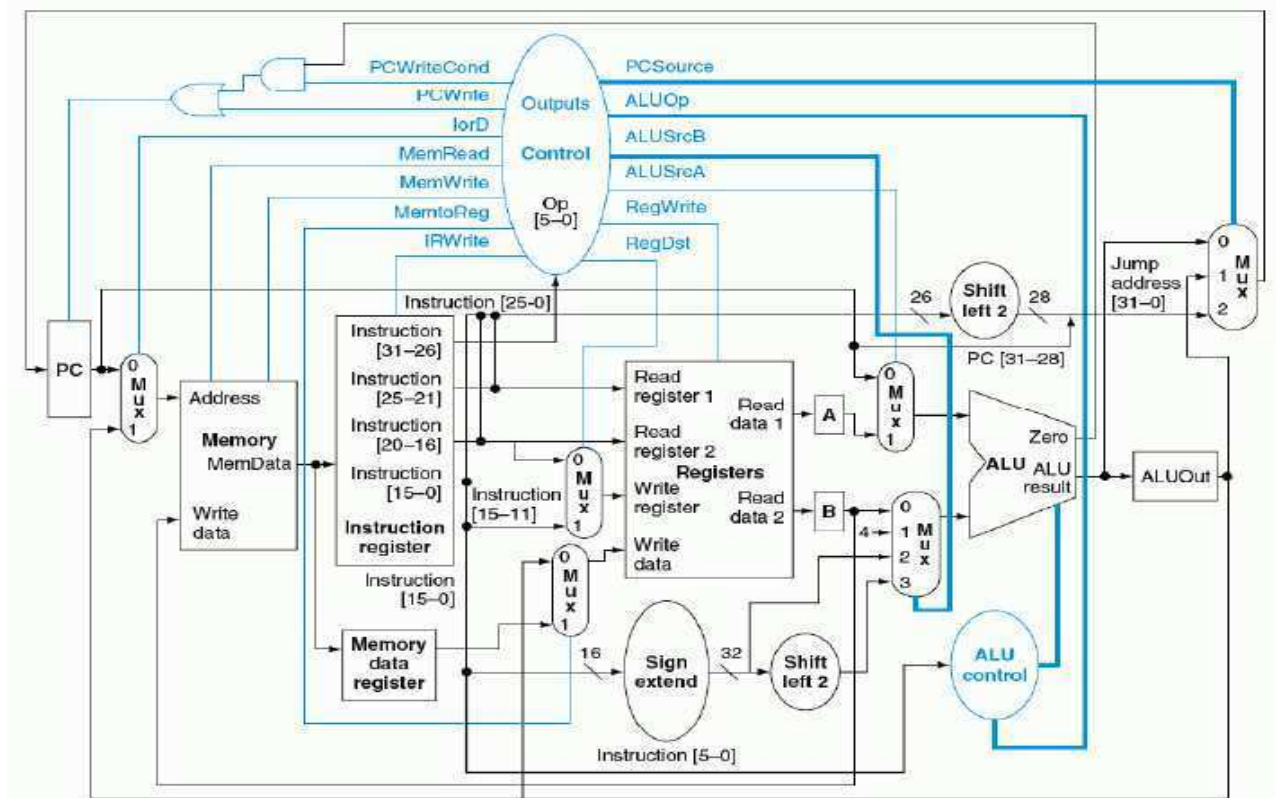 PCWriteCond
PCWrite
IorD
MemRead
MemWrite
MemtoReg
IRWrite
Outputs
Control
Op
[5–0]
PCSource
ALUOp
ALUSrcB
ALUSrcA
RegWrite
RegDst
Instruction [25-0]
26
Shift
left 2
28
Jump
address
[31–0]
PC [31–28]
0
1
2
M
u
x
PC
0
M
u
x
1
Address
Memory
MemData
Write
data
Instruction
[31–26]
Instruction
[25–21]
Instruction
[20–16]
Instruction
[15–0]
Instruction
register
Instruction
[15–11]
Instruction
[15–0]
0
M
u
x
1
0
M
u
x
1
Memory
data
register
Read
register 1
Read
register 2
Registers
Write
register
Write
data
Read
data 1
Read
data 2
A
B
0
M
u
x
1
4
0
1
2
3
M
u
x
Zero
ALU
ALU
result
ALUOut
16
Sign
extend
32
Shift
left 2
ALU
control
Instruction [5–0]